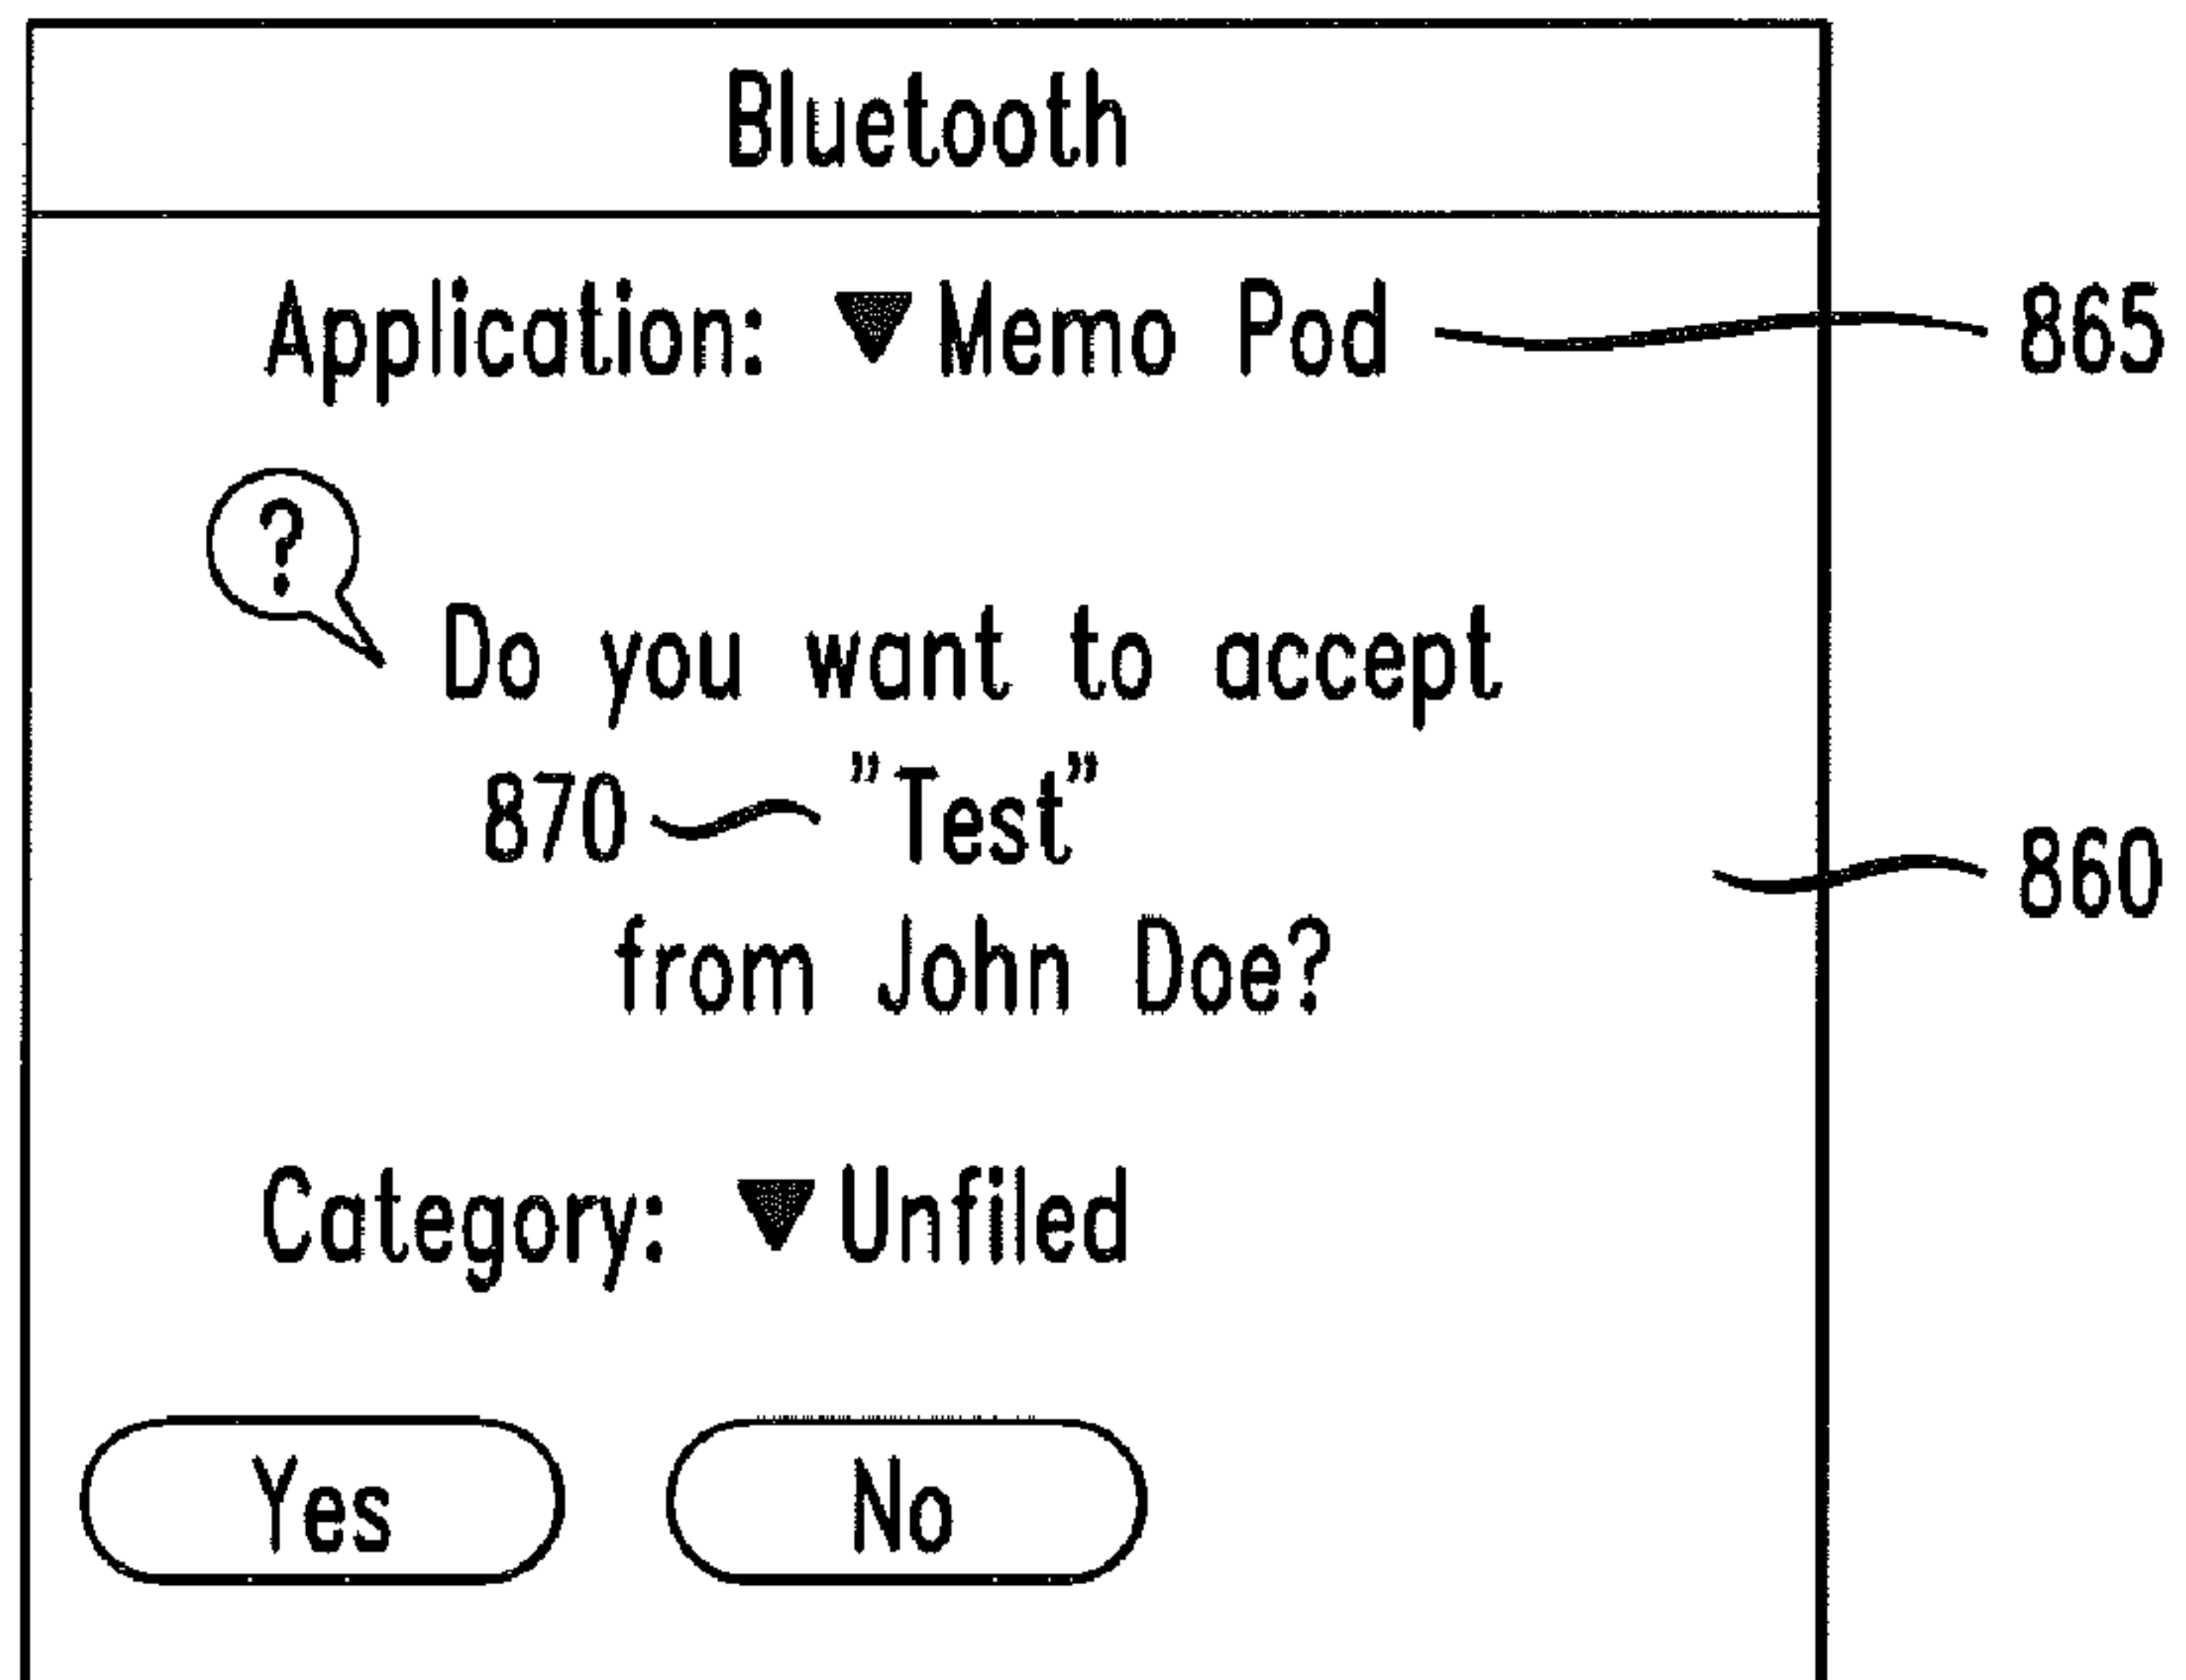 Bluetooth
Application: ▼ Memo Pad 865
?
Do you want to accept
870 "Test"
860
from John Doe?
Category: ▼ Unfiled
Yes No